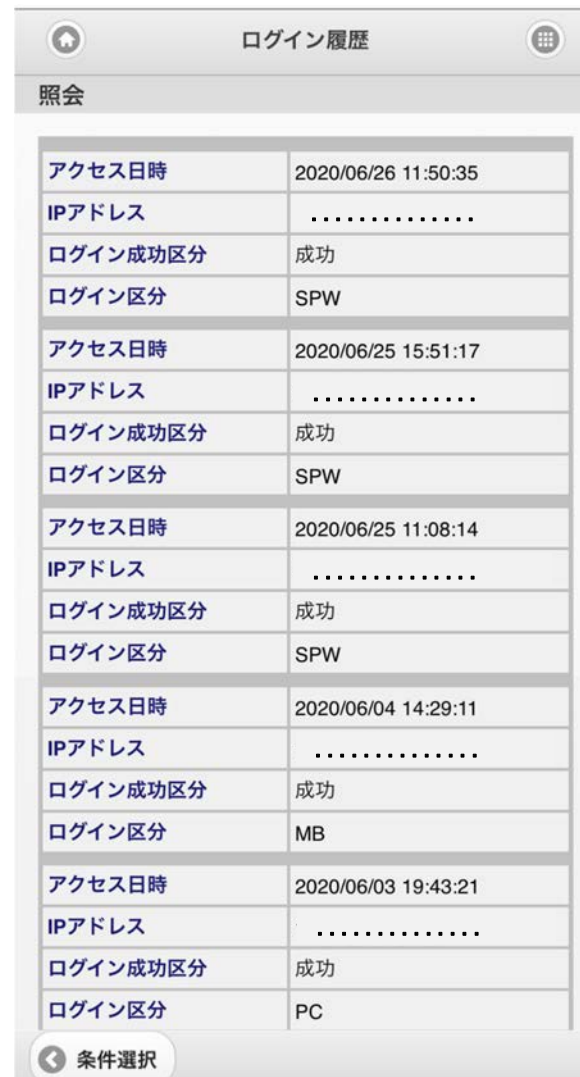 ログイン履歴
照会
アクセス日時 2020/06/26 11:50:35
IPアドレス ..............
ログイン成功区分 成功
ログイン区分 SPW
アクセス日時 2020/06/25 15:51:17
IPアドレス ..............
ログイン成功区分 成功
ログイン区分 SPW
アクセス日時 2020/06/25 11:08:14
IPアドレス ..............
ログイン成功区分 成功
ログイン区分 SPW
アクセス日時 2020/06/04 14:29:11
IPアドレス ..............
ログイン成功区分 成功
ログイン区分 MB
アクセス日時 2020/06/03 19:43:21
IPアドレス ..............
ログイン成功区分 成功
ログイン区分 PC
条件選択